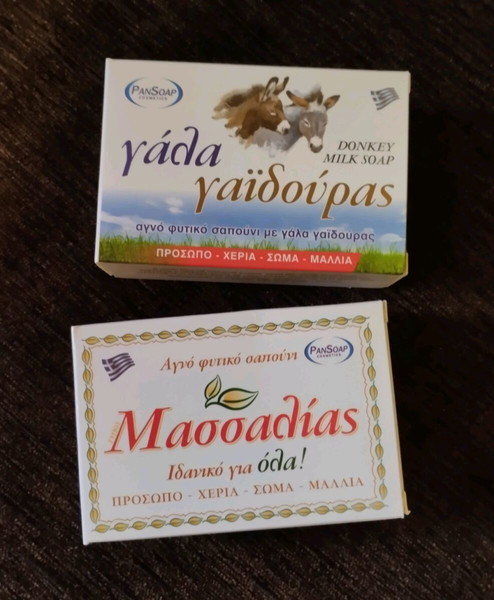 PANSOAP
COSMETICS
γάλα
DONKEY
MILK SOAP
γαϊδούρας
αγνό φυτικό σαπούνι με γάλα γαϊδούρας
ΠΡΟΣΩΠΟ - ΧΕΡΙΑ - ΣΩΜΑ - ΜΑΛΛΙΑ
Αγνό φυτικό σαπούνι
PANSOAP
COSMETICS
Μασσαλίας
Ιδανικό για όλα!
ΠΡΟΣΩΠΟ - ΧΕΡΙΑ - ΣΩΜΑ - ΜΑΛΛΙΑ